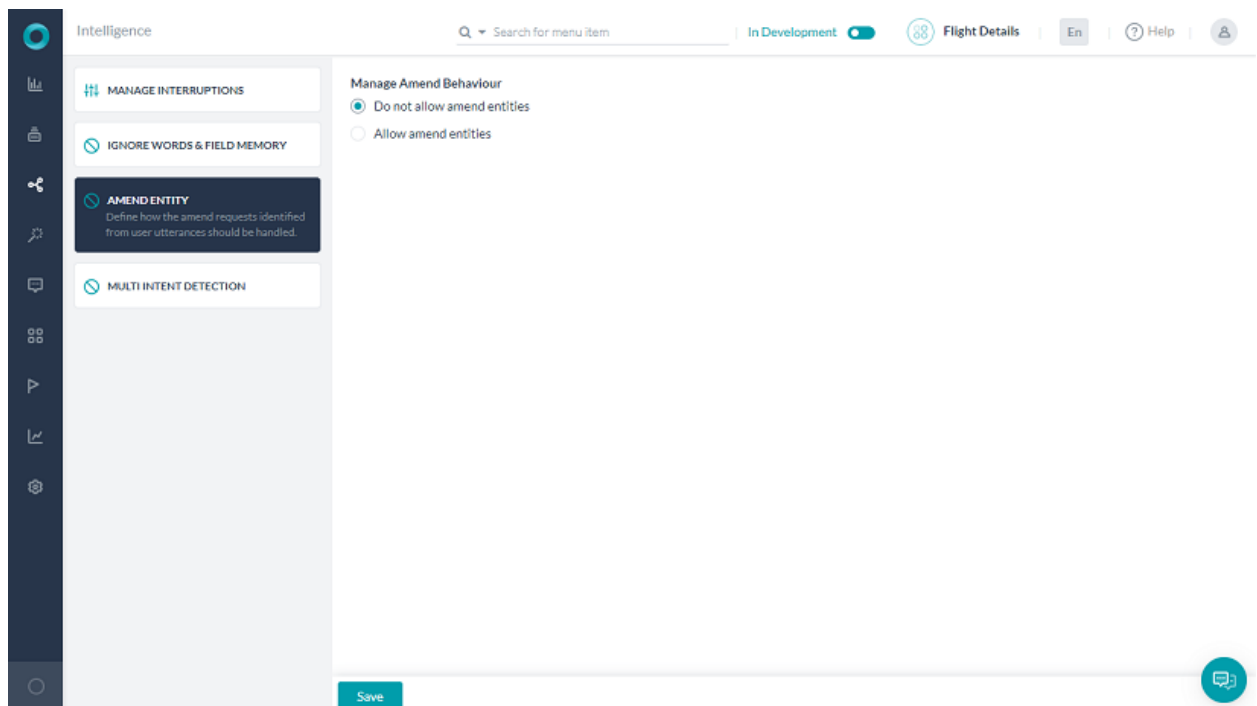 Intelligence
Search for menu item
In Development
Flight Details
En
? Help
MANAGE INTERRUPTIONS
IGNORE WORDS & FIELD MEMORY
AMEND ENTITY
Define how the amend requests identified
from user utterances should be handled.
MULTI INTENT DETECTION
Manage Amend Behaviour
Do not allow amend entities
Allow amend entities
Save